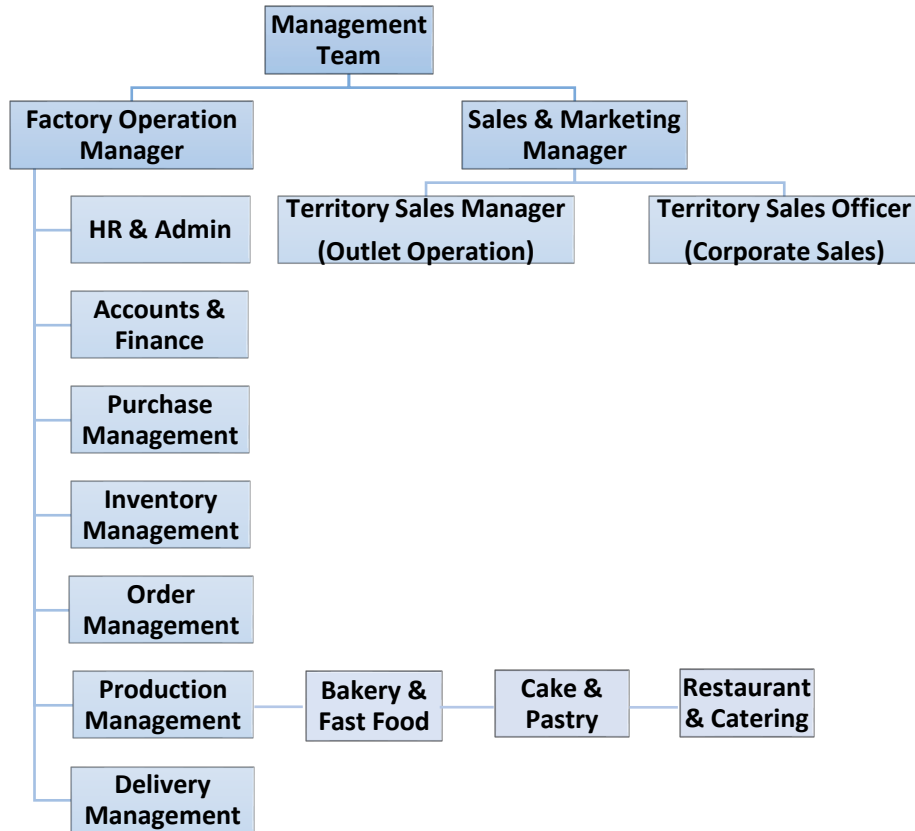 Management
Team
Factory Operation
Manager
Sales & Marketing
Manager
Territory Sales Manager
(Outlet Operation)
Territory Sales Officer
(Corporate Sales)
HR & Admin
Accounts &
Finance
Purchase
Management
Inventory
Management
Order
Management
Production
Management
Bakery &
Fast Food
Cake &
Pastry
Restaurant
& Catering
Delivery
Management